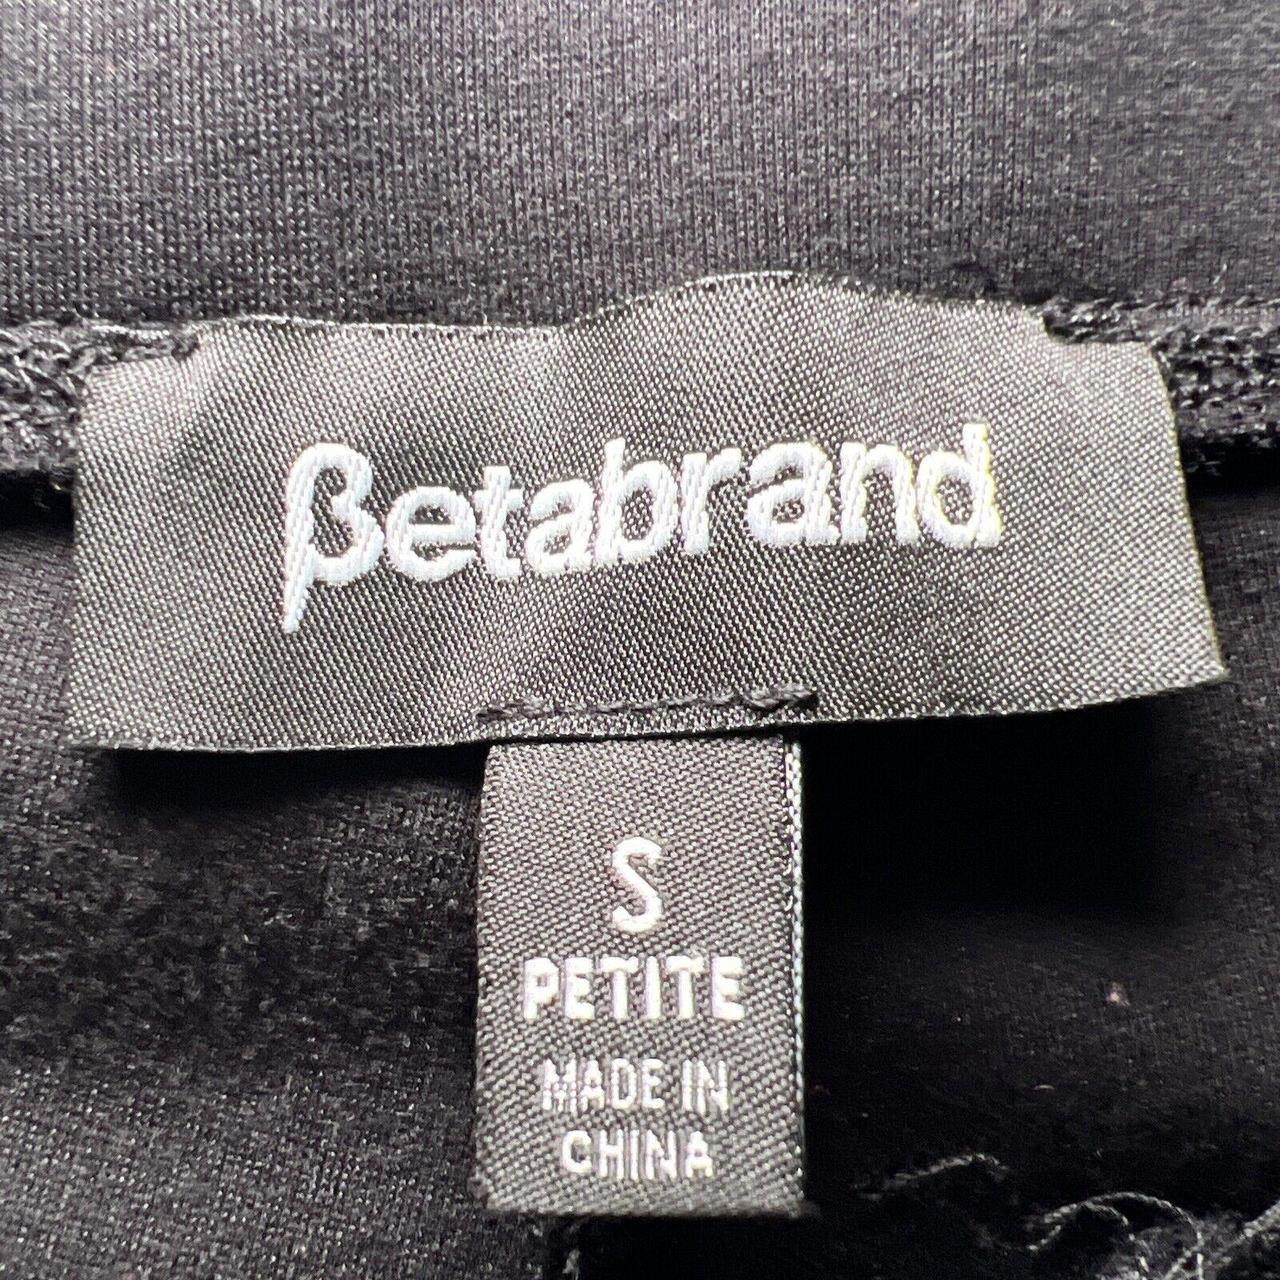 βetabrand
S
PETITE
MADE IN
CHINA